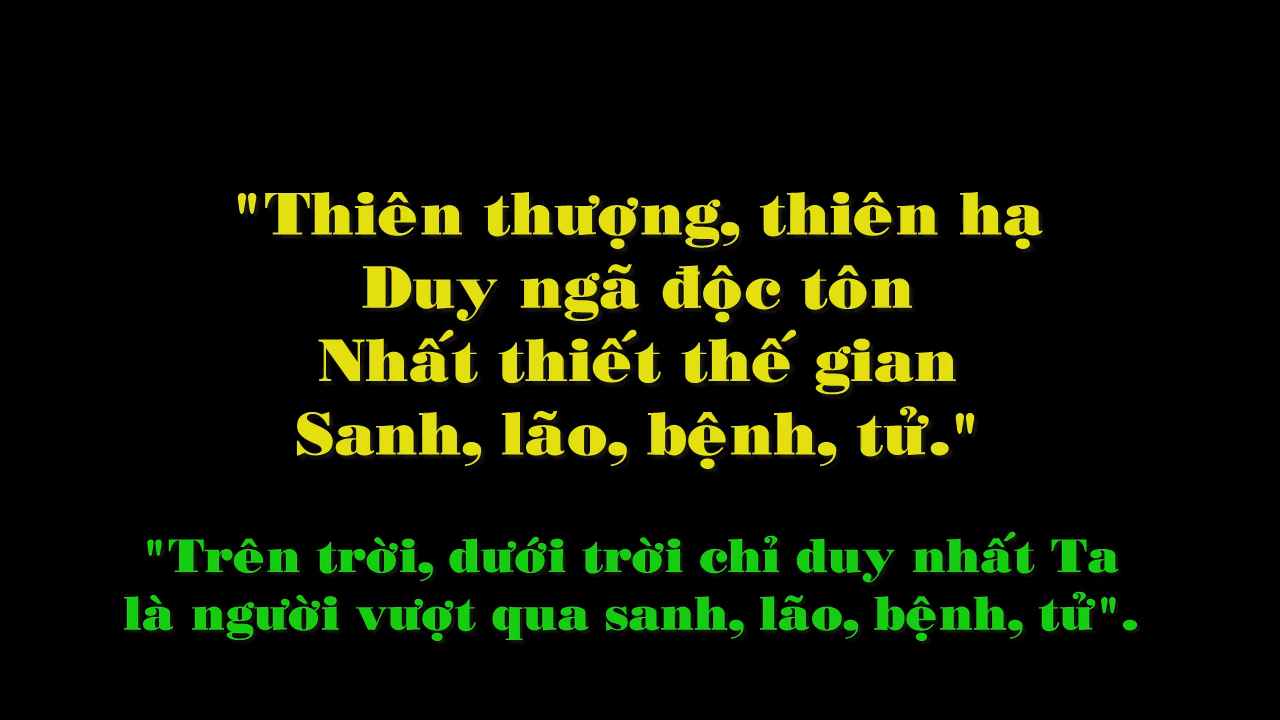 "Thiên thượng, thiên hạ
Duy ngã độc tôn
Nhất thiết thế gian
Sanh, lão, bệnh, tử."
"Trên trời, dưới trời chỉ duy nhất Ta
là người vượt qua sanh, lão, bệnh, tử".